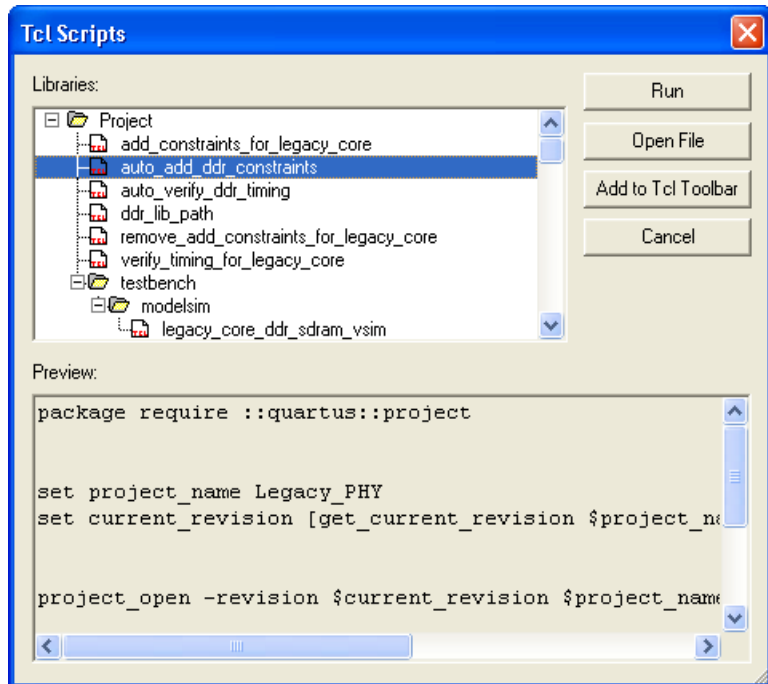 Tcl Scripts
Libraries:
Project
add_constraints_for_legacy_core
auto_add_ddr_constraints
auto_verify_ddr_timing
ddr_lib_path
remove_add_constraints_for_legacy_core
verify_timing_for_legacy_core
testbench
modelsim
legacy_core_ddr_sdram_vsim
Run
Open File
Add to Tcl Toolbar
Cancel
Preview:
package require ::quartus::project
set project_name Legacy_PHY
set current_revision [get_current_revision $project_na
project_open -revision $current_revision $project_name